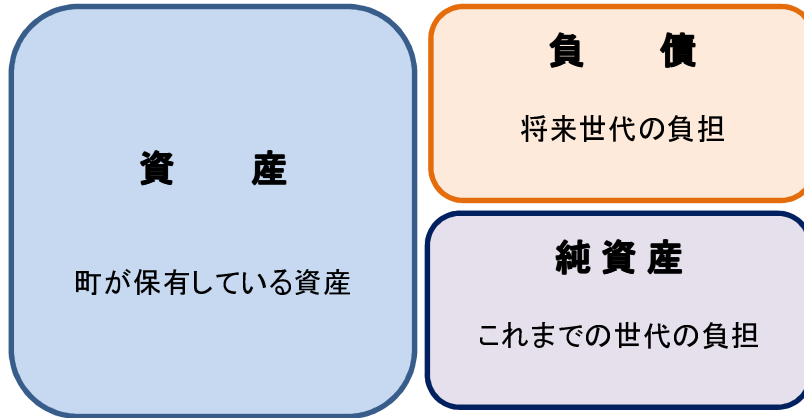 資　産
町が保有している資産
負　債
将来世代の負担
純資産
これまでの世代の負担